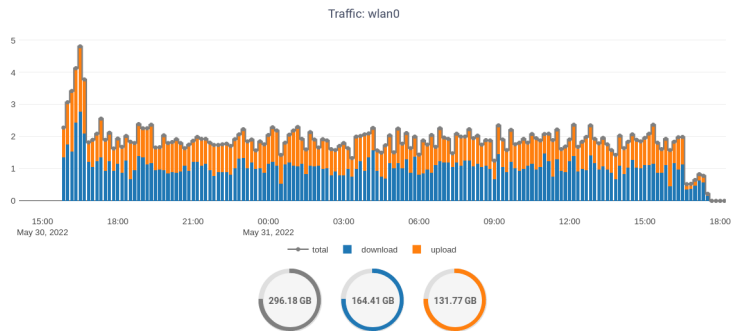 Traffic: wlan0
5
4
3
2
1
0
15:00 18:00 21:00 00:00 03:00 06:00 09:00 12:00 15:00 18:00
May 30, 2022 May 31, 2022
total download upload
296.18 GB 164.41 GB 131.77 GB